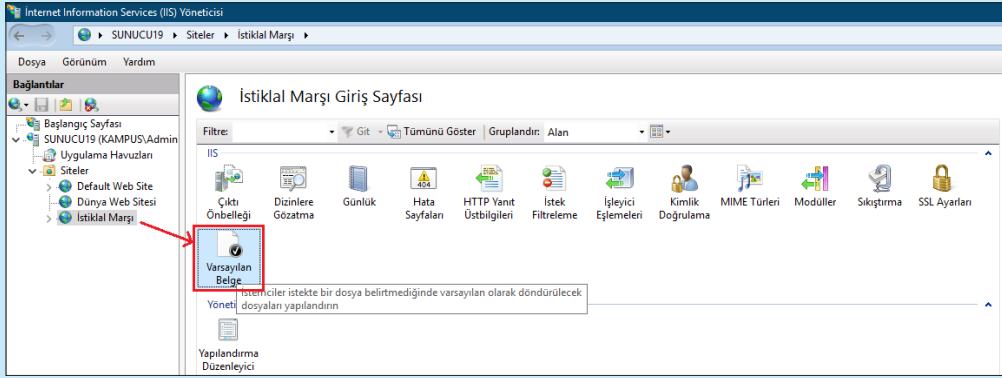 Internet Information Services (IIS) Yöneticisi
SUNUCU19 Siteler İstiklal Marşı
Dosya Görünüm Yardım
Bağlantılar
Başlangıç Sayfası
SUNUCU19 (KAMPUS\Admin
Uygulama Havuzları
Siteler
Default Web Site
Dünya Web Sitesi
İstiklal Marşı
İstiklal Marşı Giriş Sayfası
Filtre: Git Tümünü Göster Gruplandır: Alan
IIS
Çıktı Önbelleği
Dizinlere Gözatma
Günlük
404
Hata Sayfaları
HTTP Yanıt Üstbilgileri
İstek Filtreleme
İşleyici Eşlemeleri
Kimlik Doğrulama
MIME Türleri
Modüller
Sıkıştırma
SSL Ayarları
Varsayılan
Belge
İstemciler istekte bir dosya belirtmediğinde varsayılan olarak döndürülecek
dosyaları yapılandırın
Yöneti
Yapılandırma
Düzenleyici